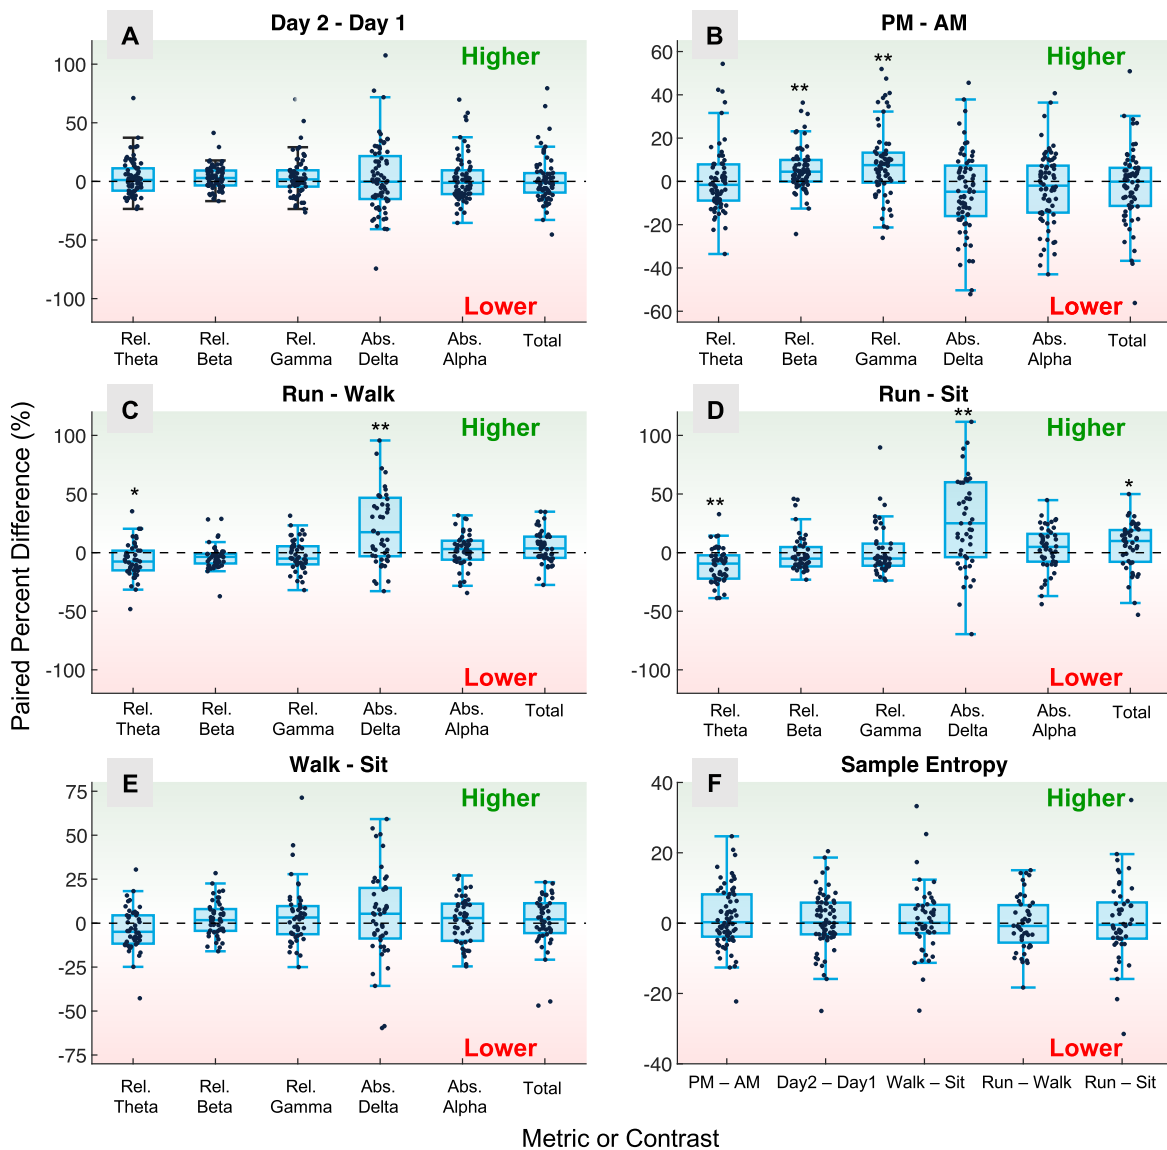 A
Day 2 - Day 1
Higher
100
50
0
-50
-100
Lower
Rel. Theta
Rel. Beta
Rel. Gamma
Abs. Delta
Abs. Alpha
Total
B
PM - AM
Higher
**
**
60
40
20
0
-20
-40
-60
Lower
Rel. Theta
Rel. Beta
Rel. Gamma
Abs. Delta
Abs. Alpha
Total
Paired Percent Difference (%)
C
Run - Walk
Higher
*
**
100
50
0
-50
-100
Lower
Rel. Theta
Rel. Beta
Rel. Gamma
Abs. Delta
Abs. Alpha
Total
D
Run - Sit
Higher
**
**
*
100
50
0
-50
-100
Lower
Rel. Theta
Rel. Beta
Rel. Gamma
Abs. Delta
Abs. Alpha
Total
E
Walk - Sit
Higher
75
50
25
0
-25
-50
-75
Lower
Rel. Theta
Rel. Beta
Rel. Gamma
Abs. Delta
Abs. Alpha
Total
F
Sample Entropy
Higher
40
20
0
-20
-40
Lower
PM – AM
Day2 – Day1
Walk – Sit
Run – Walk
Run – Sit
Metric or Contrast